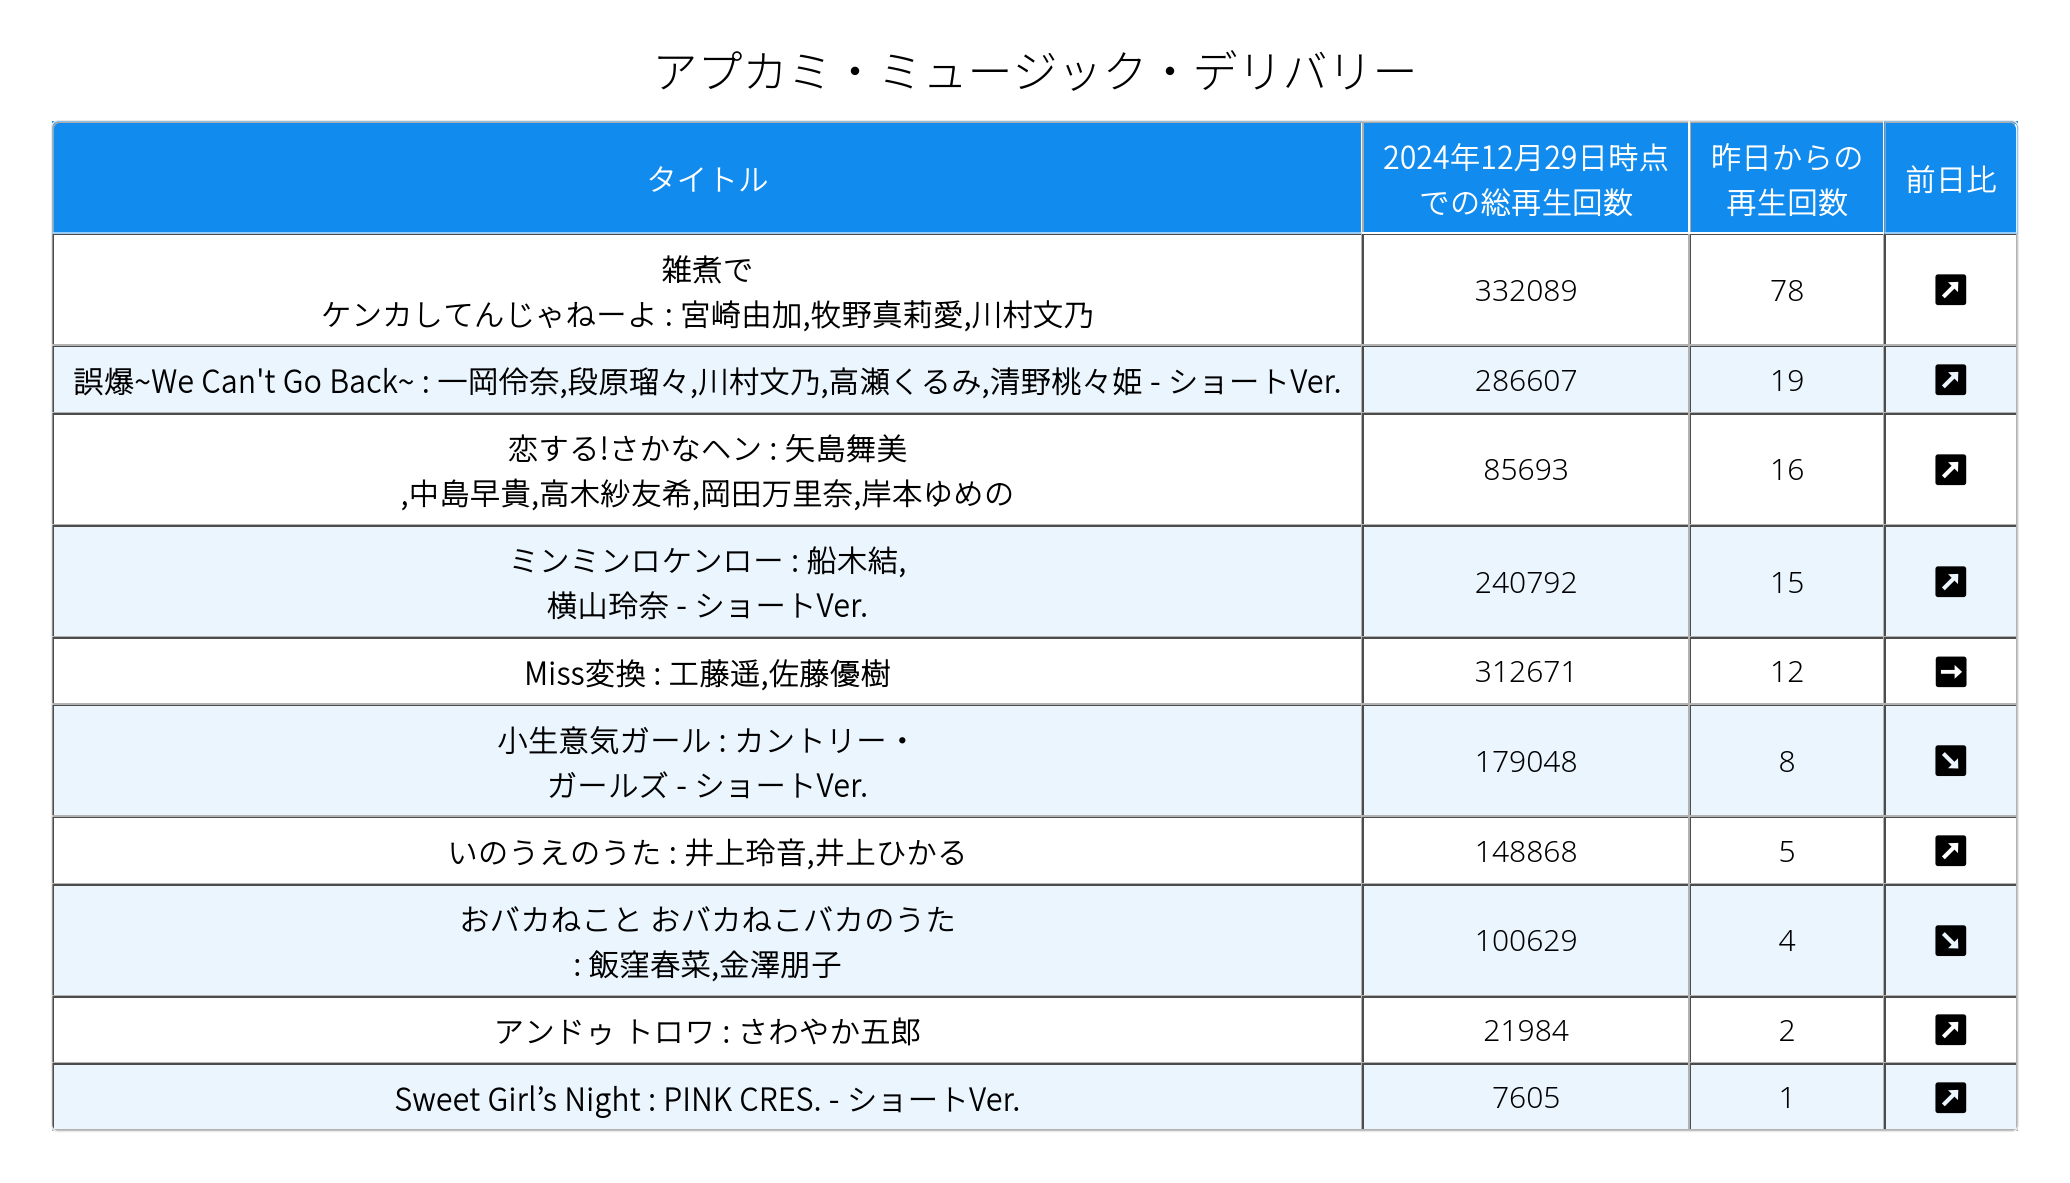 アプカミ・ミュージック・デリバリー
タイトル
2024年12月29日時点
での総再生回数
昨日からの
再生回数
前日比
雑煮で
ケンカしてんじゃねーよ : 宮崎由加,牧野真莉愛,川村文乃
332089
78
誤爆~We Can't Go Back~ : 一岡伶奈,段原瑠々,川村文乃,高瀬くるみ,清野桃々姫 - ショートVer.
286607
19
恋する!さかなヘン : 矢島舞美
,中島早貴,高木紗友希,岡田万里奈,岸本ゆめの
85693
16
ミンミンロケンロー : 船木結,
横山玲奈 - ショートVer.
240792
15
Miss変換 : 工藤遥,佐藤優樹
312671
12
小生意気ガール : カントリー・
ガールズ - ショートVer.
179048
8
いのうえのうた : 井上玲音,井上ひかる
148868
5
おバカねこと おバカねこバカのうた
: 飯窪春菜,金澤朋子
100629
4
アンドゥ トロワ : さわやか五郎
21984
2
Sweet Girl’s Night : PINK CRES. - ショートVer.
7605
1